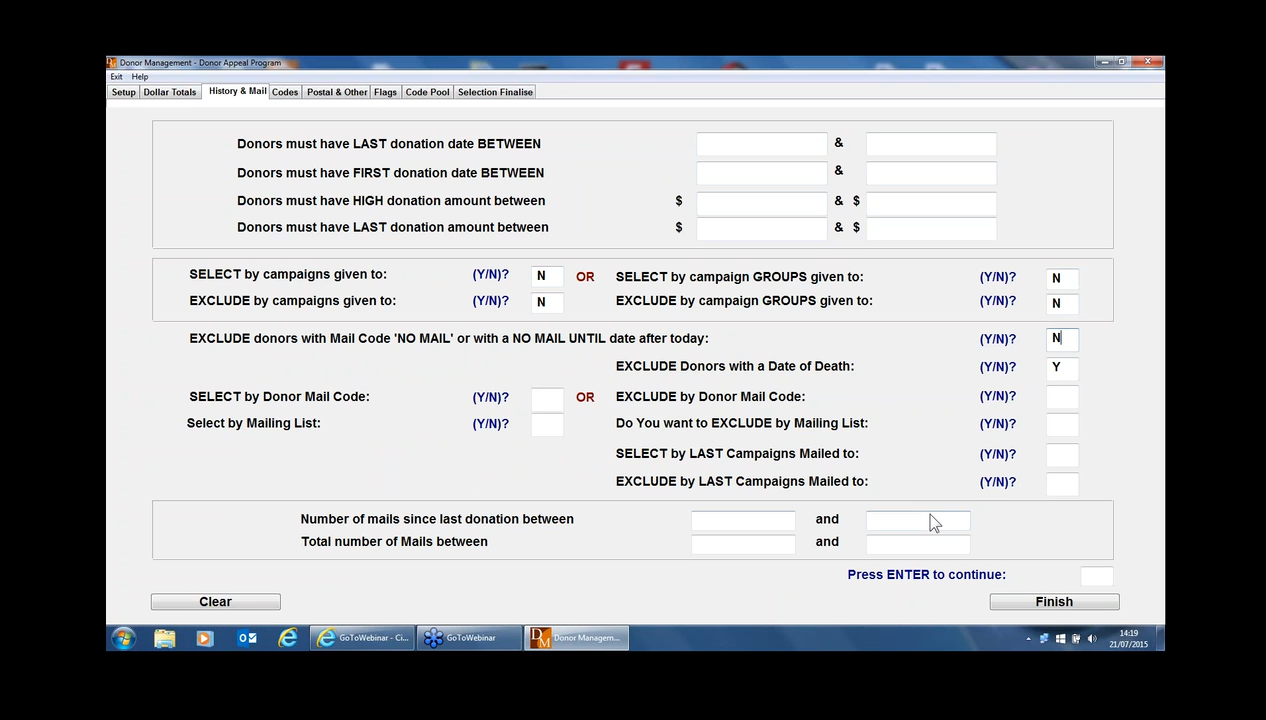 Donor Management - Donor Appeal Program
Exit Help
Setup Dollar Totals History & Mail Codes Postal & Other Flags Code Pool Selection Finalise
Donors must have LAST donation date BETWEEN &
Donors must have FIRST donation date BETWEEN &
Donors must have HIGH donation amount between $ & $
Donors must have LAST donation amount between $ & $
SELECT by campaigns given to: (Y/N)? N OR SELECT by campaign GROUPS given to: (Y/N)? N
EXCLUDE by campaigns given to: (Y/N)? N EXCLUDE by campaign GROUPS given to: (Y/N)? N
EXCLUDE donors with Mail Code 'NO MAIL' or with a NO MAIL UNTIL date after today: (Y/N)? N
EXCLUDE Donors with a Date of Death: (Y/N)? Y
SELECT by Donor Mail Code: (Y/N)? OR EXCLUDE by Donor Mail Code: (Y/N)?
Select by Mailing List: (Y/N)? Do You want to EXCLUDE by Mailing List: (Y/N)?
SELECT by LAST Campaigns Mailed to: (Y/N)?
EXCLUDE by LAST Campaigns Mailed to: (Y/N)?
Number of mails since last donation between and
Total number of Mails between and
Press ENTER to continue:
Clear Finish
GoToWebinar - Ci... GoToWebinar DM Donor Managem... 14:19
21/07/2015